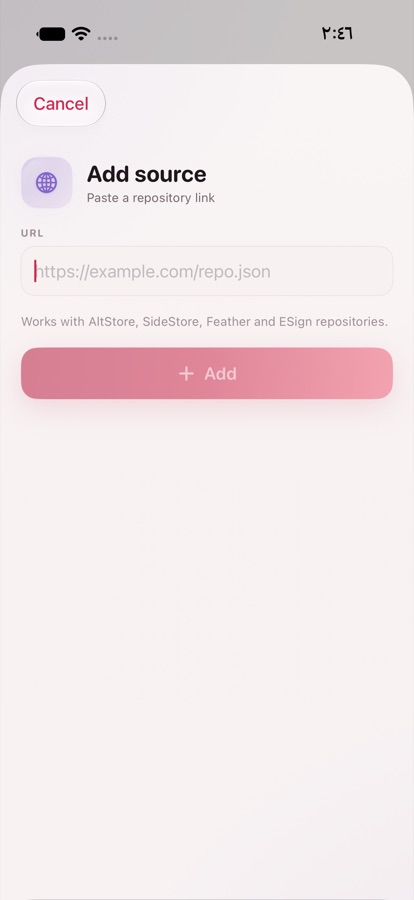 ٢:٤٦
Cancel
Add source
Paste a repository link
URL
https://example.com/repo.json
Works with AltStore, SideStore, Feather and ESign repositories.
+ Add